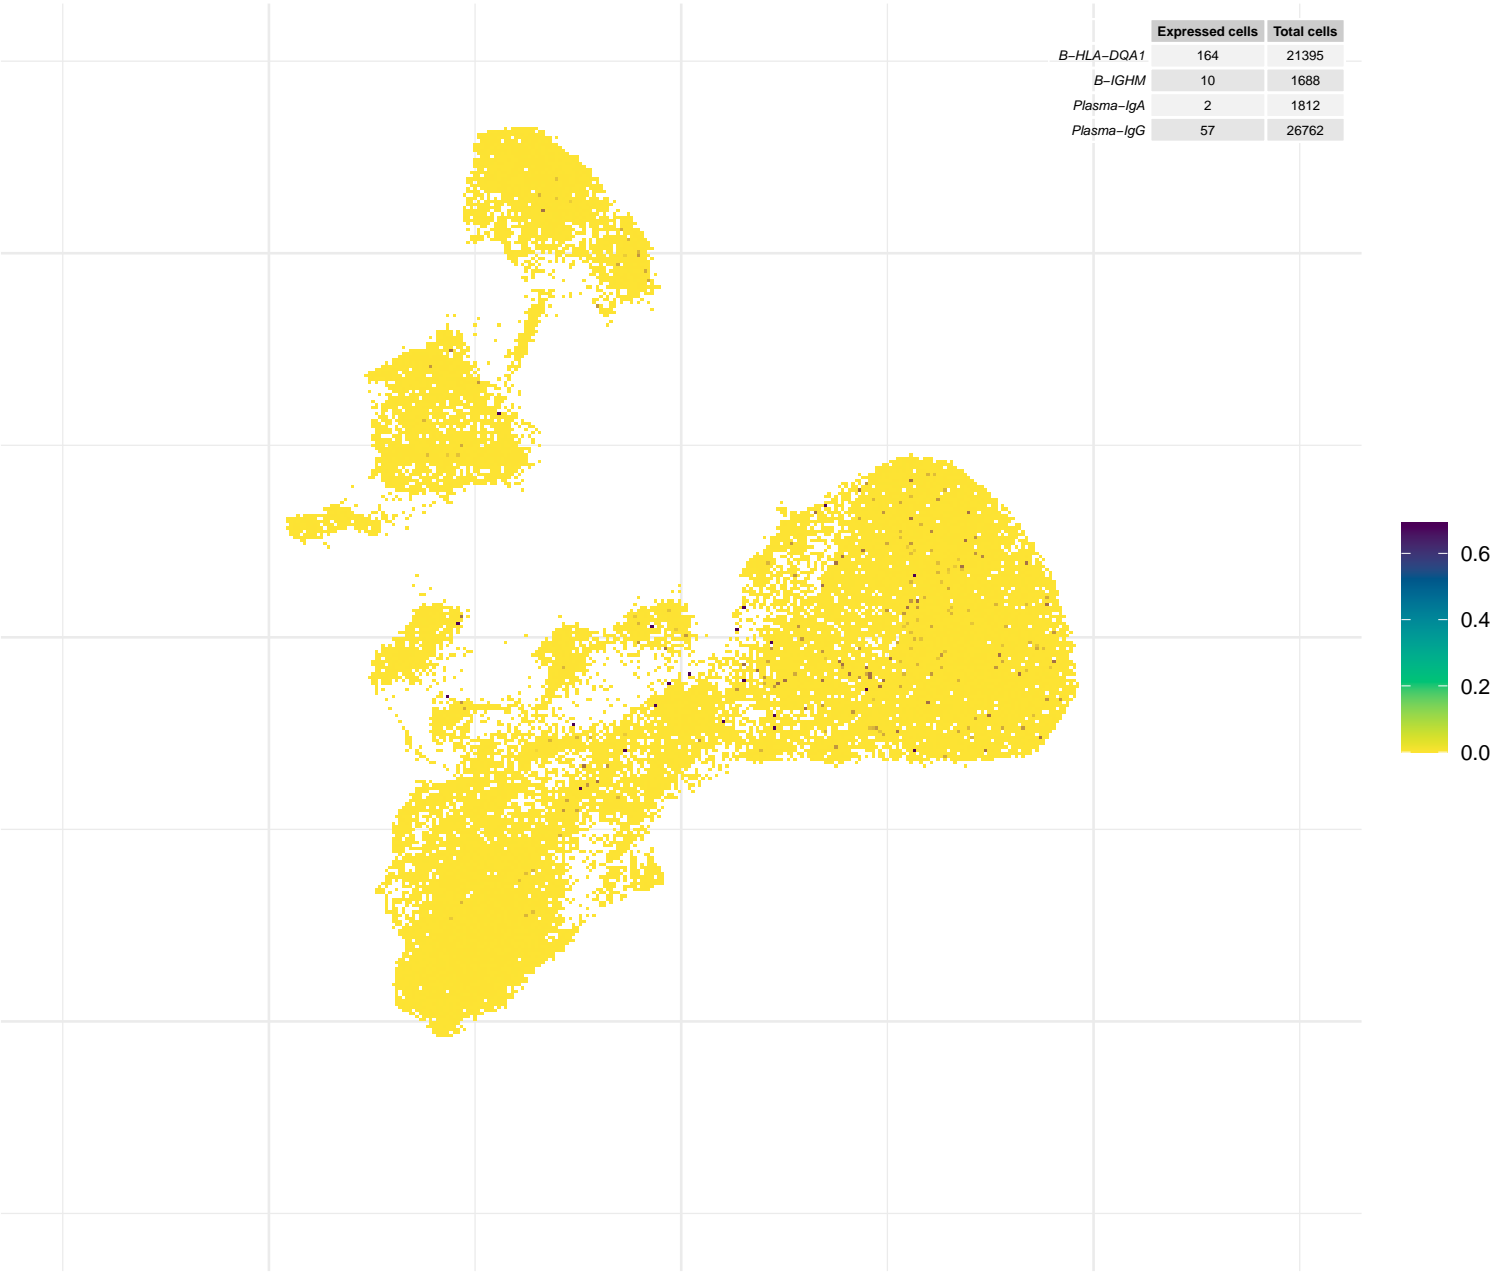 Expressed cells Total cells
B-HLA-DQA1 164 21395
B-IGHM 10 1688
Plasma-IgA 2 1812
Plasma-IgG 57 26762
0.6
0.4
0.2
0.0